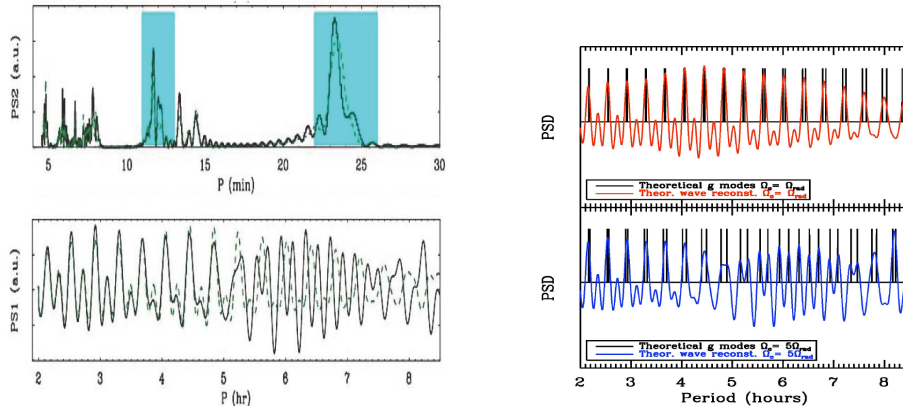 PS2 (a.u.)
5 10 15 20 25 30
P (min)
PS1 (a.u.)
2 3 4 5 6 7 8
P (hr)
PSD
Theoretical g modes Ωc= Ωrad
Theor. wave reconst. Ωc= Ωrad
PSD
Theoretical g modes Ωc= 5Ωrad
Theor. wave reconst. Ωc= 5Ωrad
2 3 4 5 6 7 8
Period (hours)